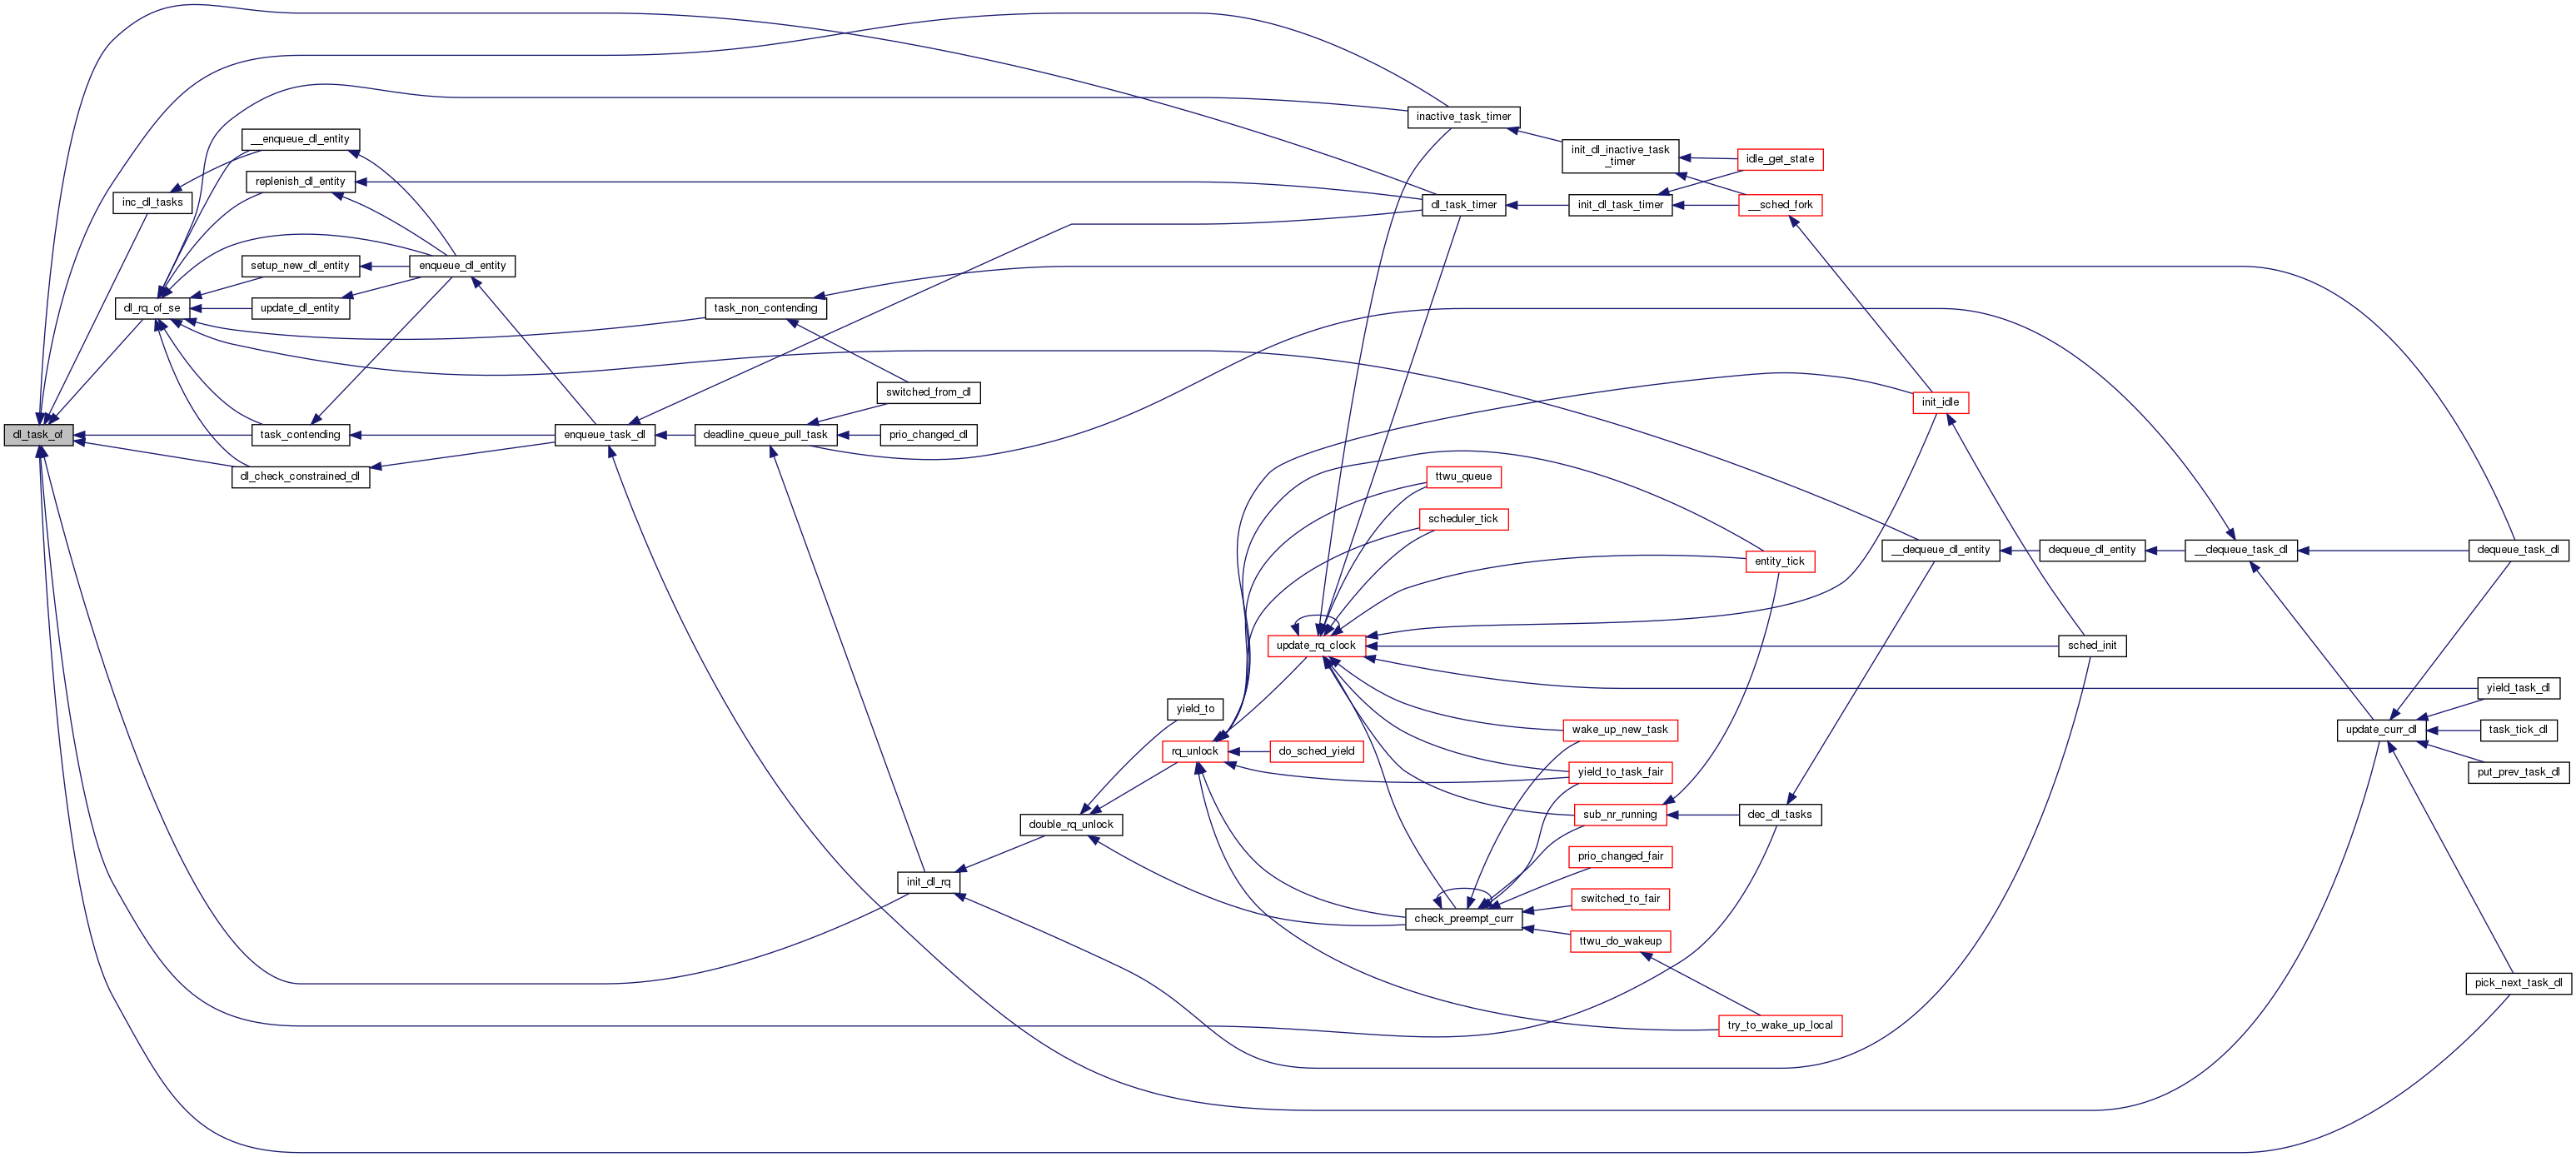 dl_task_of
inc_dl_tasks
dl_rq_of_se
__enqueue_dl_entity
replenish_dl_entity
setup_new_dl_entity
update_dl_entity
task_contending
dl_check_constrained_dl
enqueue_dl_entity
enqueue_task_dl
task_non_contending
deadline_queue_pull_task
switched_from_dl
prio_changed_dl
init_dl_rq
double_rq_unlock
yield_to
rq_unlock
update_rq_clock
do_sched_yield
inactive_task_timer
dl_task_timer
ttwu_queue
scheduler_tick
check_preempt_curr
init_dl_inactive_task
_timer
init_dl_task_timer
wake_up_new_task
yield_to_task_fair
sub_nr_running
prio_changed_fair
switched_to_fair
ttwu_do_wakeup
idle_get_state
__sched_fork
entity_tick
dec_dl_tasks
try_to_wake_up_local
init_idle
__dequeue_dl_entity
dequeue_dl_entity
sched_init
__dequeue_task_dl
update_curr_dl
dequeue_task_dl
yield_task_dl
task_tick_dl
put_prev_task_dl
pick_next_task_dl